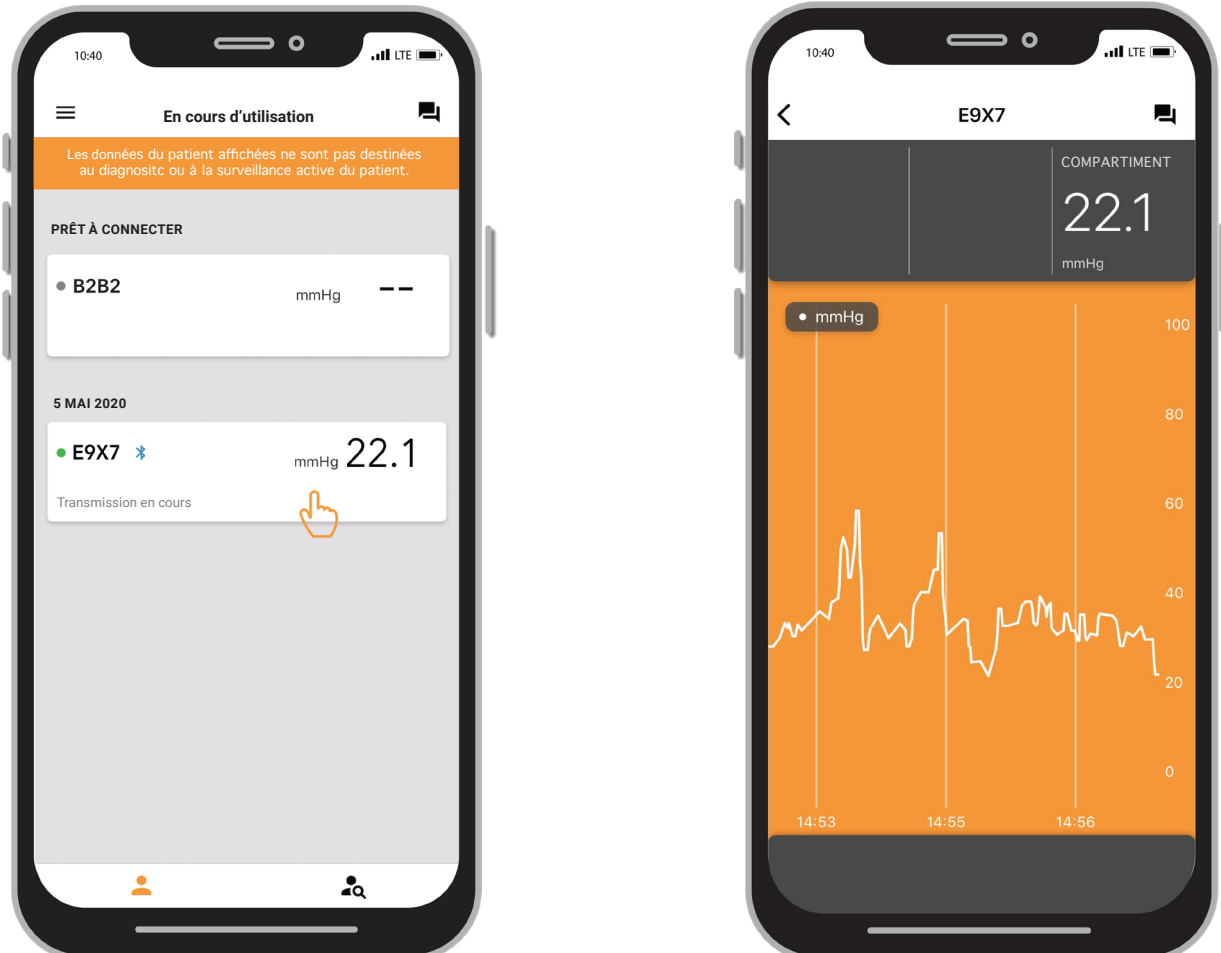 10:40
LTE
En cours d’utilisation
Les données du patient affichées ne sont pas destinées
au diagnositc ou à la surveillance active du patient.
PRÊT À CONNECTER
B2B2 mmHg --
5 MAI 2020
E9X7 mmHg 22.1
Transmission en cours
10:40
LTE
E9X7
COMPARTIMENT
22.1
mmHg
mmHg
100
80
60
40
20
0
14:53 14:55 14:56